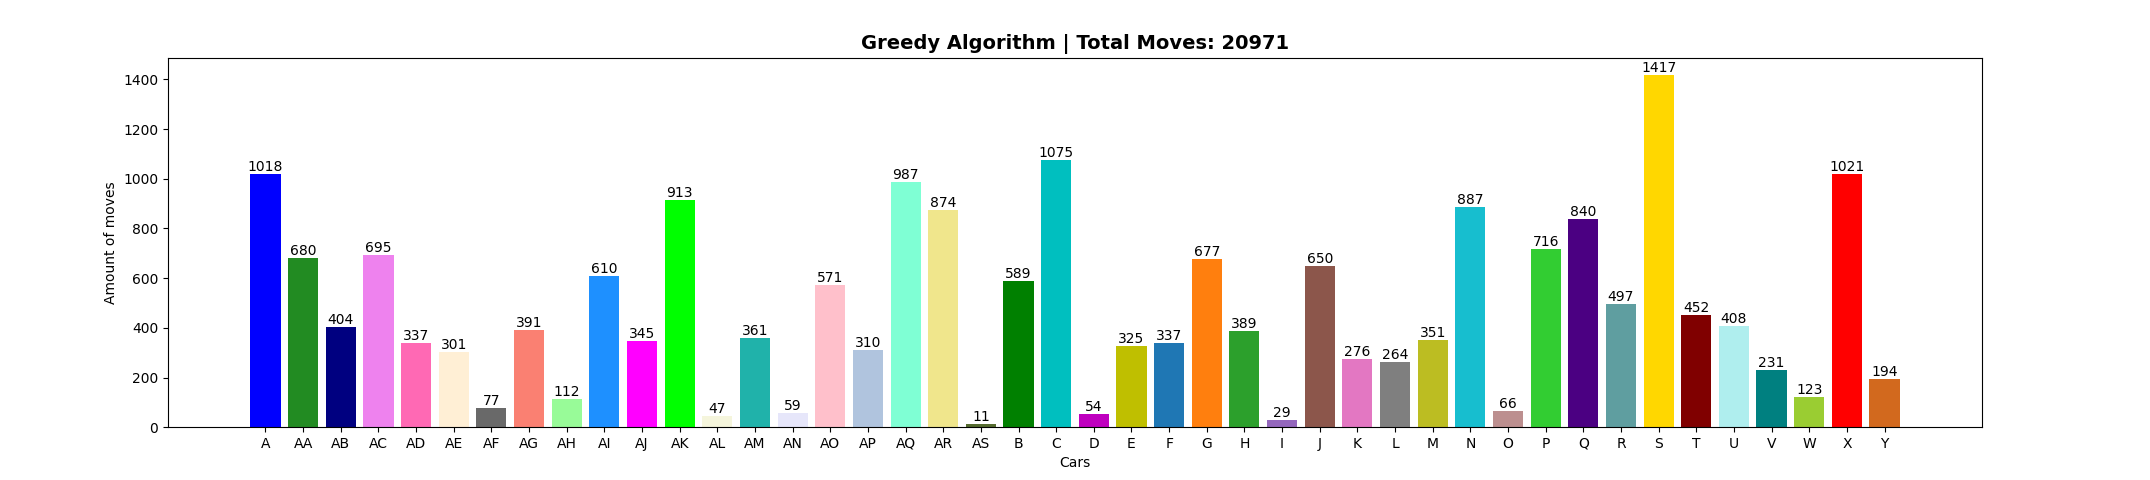 Greedy Algorithm | Total Moves: 20971
Amount of moves
1400
1200
1000
800
600
400
200
0
1018 680 404 695 337 301 77 391 112 610 345 913 47 361 59 571 310 987 874 11 589 1075 54 325 337 677 389 29 650 276 264 351 887 66 716 840 497 1417 452 408 231 123 1021 194
A AA AB AC AD AE AF AG AH AI AJ AK AL AM AN AO AP AQ AR AS B C D E F G H I J K L M N O P Q R S T U V W X Y
Cars